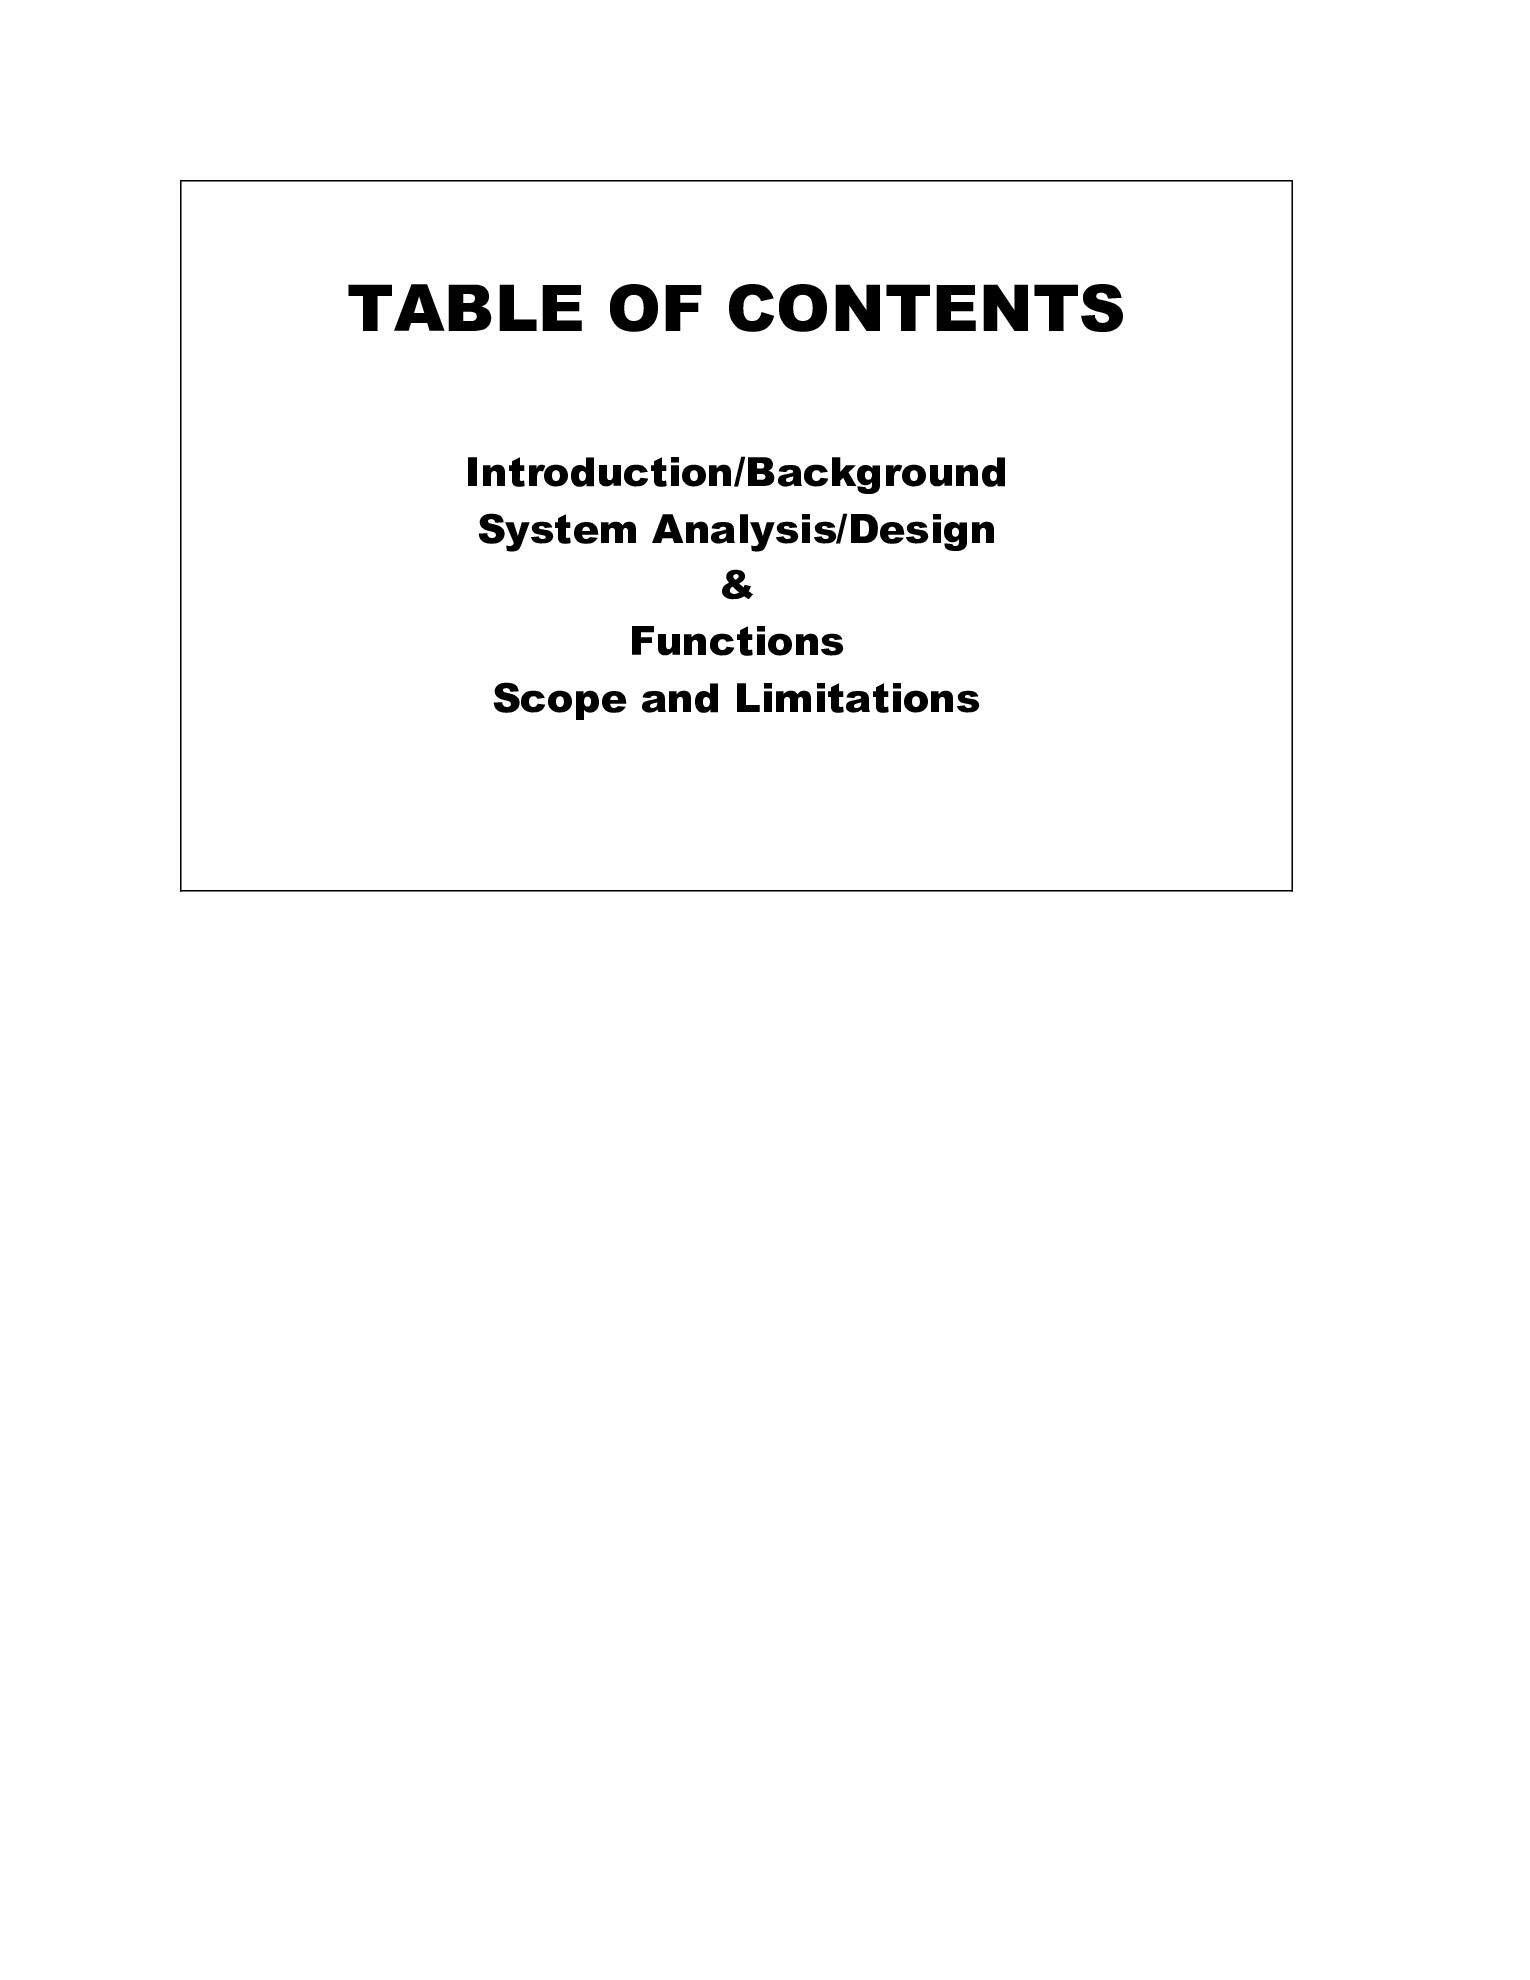 TABLE OF CONTENTS
Introduction/Background
System Analysis/Design
&
Functions
Scope and Limitations